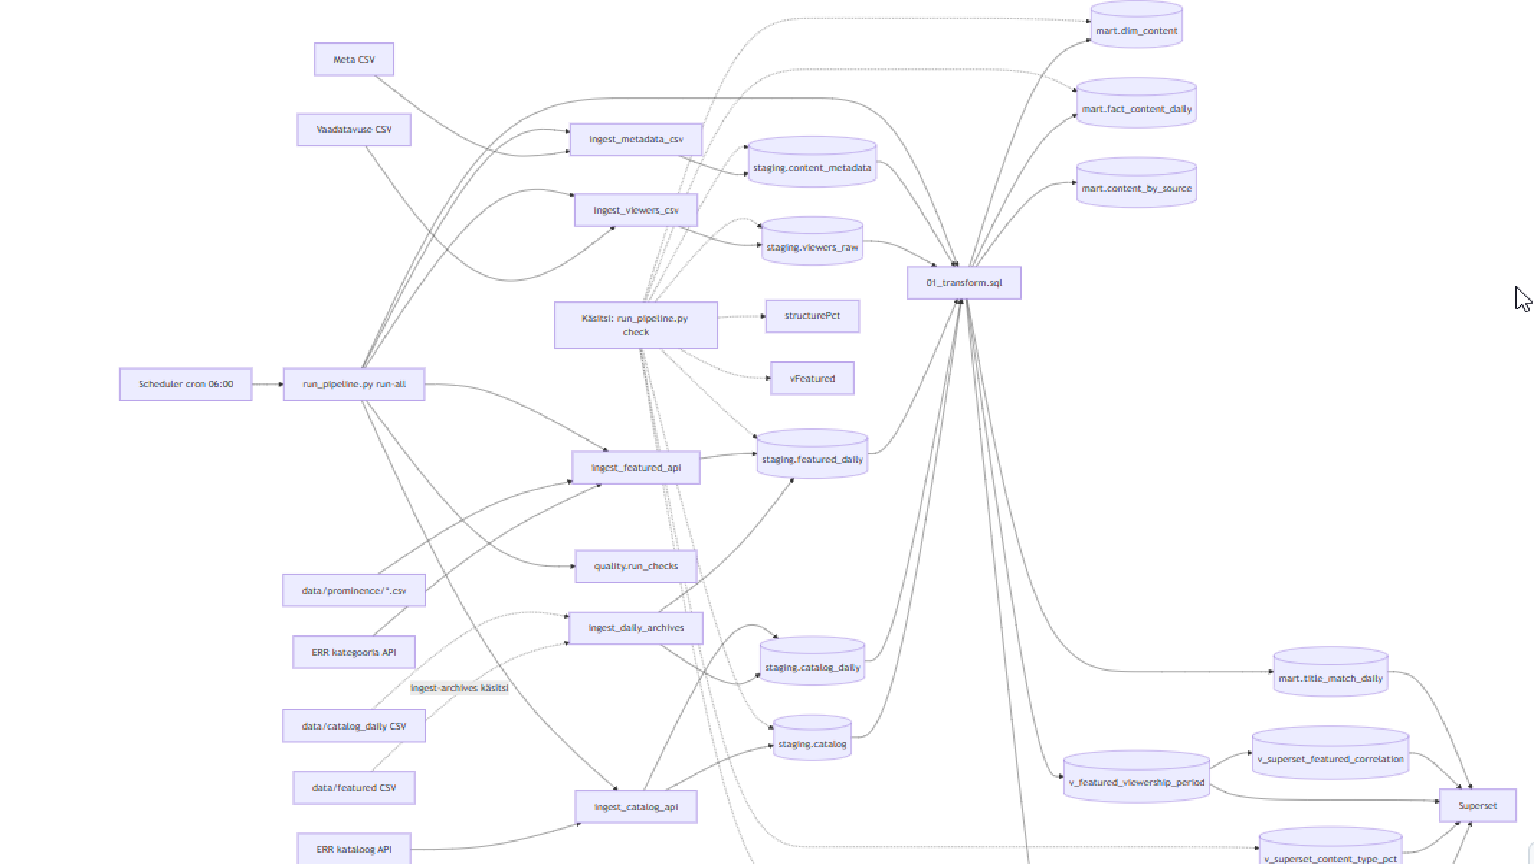 mart.dim_content
Meta CSV
mart.fact_content_daily
Vaadatavuse CSV
ingest_metadata_csv
staging.content_metadata
mart.content_by_source
ingest_viewers_csv
staging.viewers_raw
01_transform.sql
Käsitsi: run_pipeline.py
check
structurePct
vFeatured
Scheduler cron 06:00
run_pipeline.py run-all
ingest_featured_api
staging.featured_daily
quality.run_checks
data/prominence/*.csv
ingest_daily_archives
ERR kategooria API
staging.catalog_daily
mart.title_match_daily
ingest-archives käsitsi
data/catalog_daily CSV
staging.catalog
v_superset_featured_correlation
v_featured_viewership_period
data/featured CSV
ingest_catalog_api
Superset
ERR kataloog API
v_superset_content_type_pct